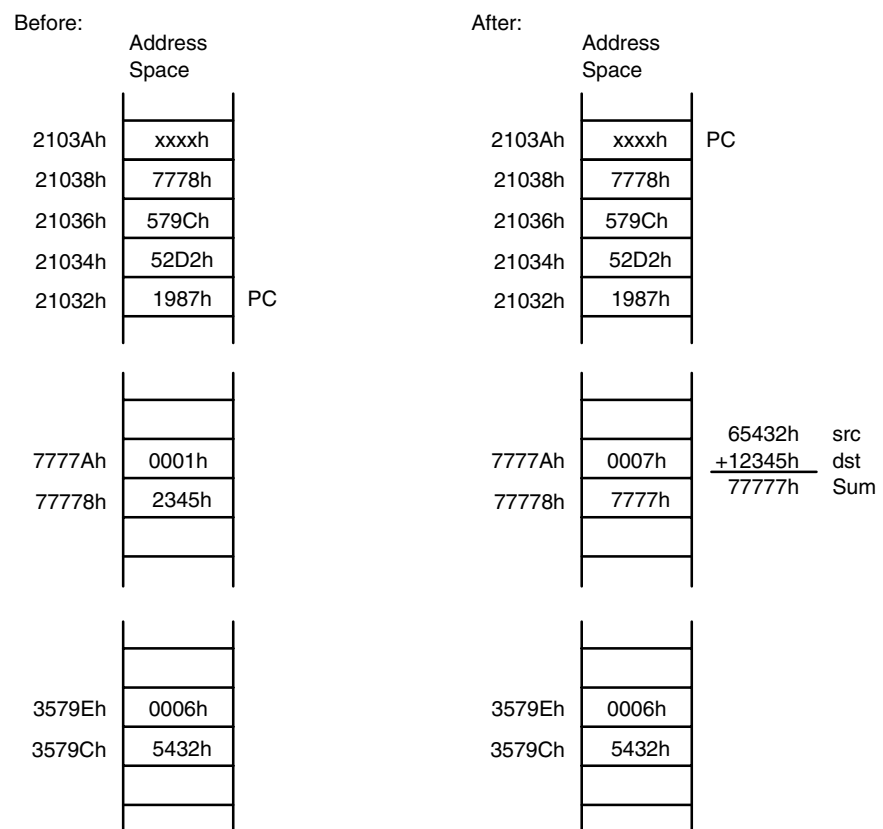 Before:
Address
Space
2103Ah xxxxh
21038h 7778h
21036h 579Ch
21034h 52D2h
21032h 1987h PC
7777Ah 0001h
77778h 2345h
3579Eh 0006h
3579Ch 5432h
After:
Address
Space
2103Ah xxxxh PC
21038h 7778h
21036h 579Ch
21034h 52D2h
21032h 1987h
65432h src
7777Ah 0007h +12345h dst
77778h 7777h 77777h Sum
3579Eh 0006h
3579Ch 5432h